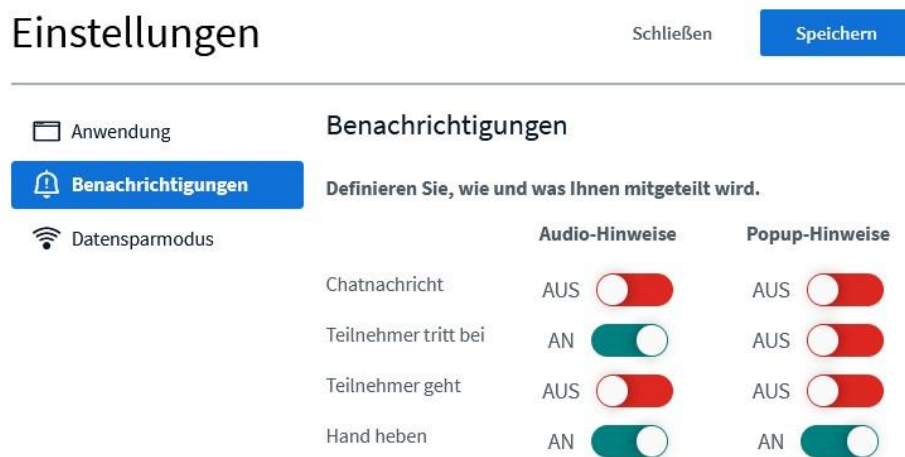 Einstellungen
Schließen
Speichern
Anwendung
Benachrichtigungen
Datensparmodus
Benachrichtigungen
Definieren Sie, wie und was Ihnen mitgeteilt wird.
Audio-Hinweise Popup-Hinweise
Chatnachricht AUS AUS
Teilnehmer tritt bei AN AUS
Teilnehmer geht AUS AUS
Hand heben AN AN